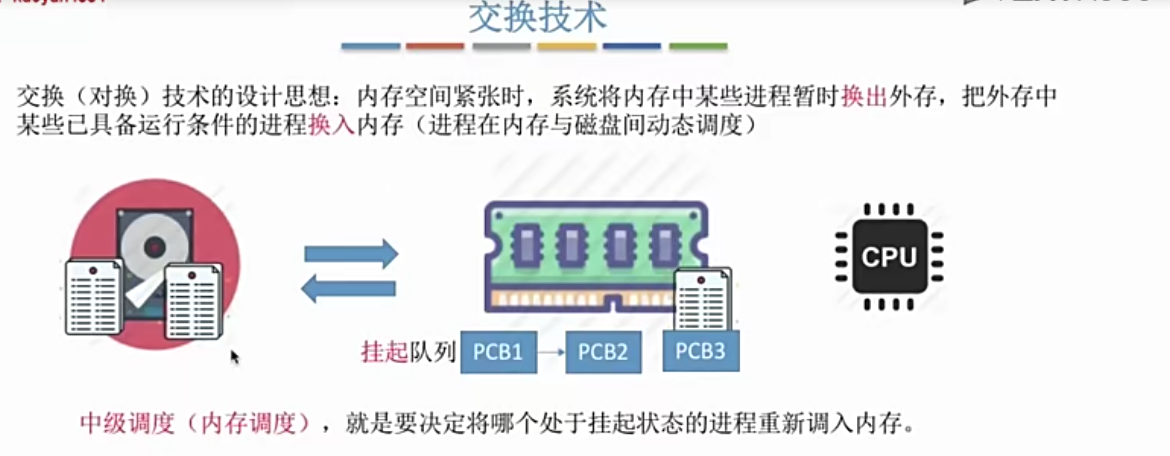 交换技术
交换（对换）技术的设计思想：内存空间紧张时，系统将内存中某些进程暂时换出外存，把外存中
某些已具备运行条件的进程换入内存（进程在内存与磁盘间动态调度）
CPU
挂起队列 PCB1 PCB2 PCB3
中级调度（内存调度），就是要决定将哪个处于挂起状态的进程重新调入内存。